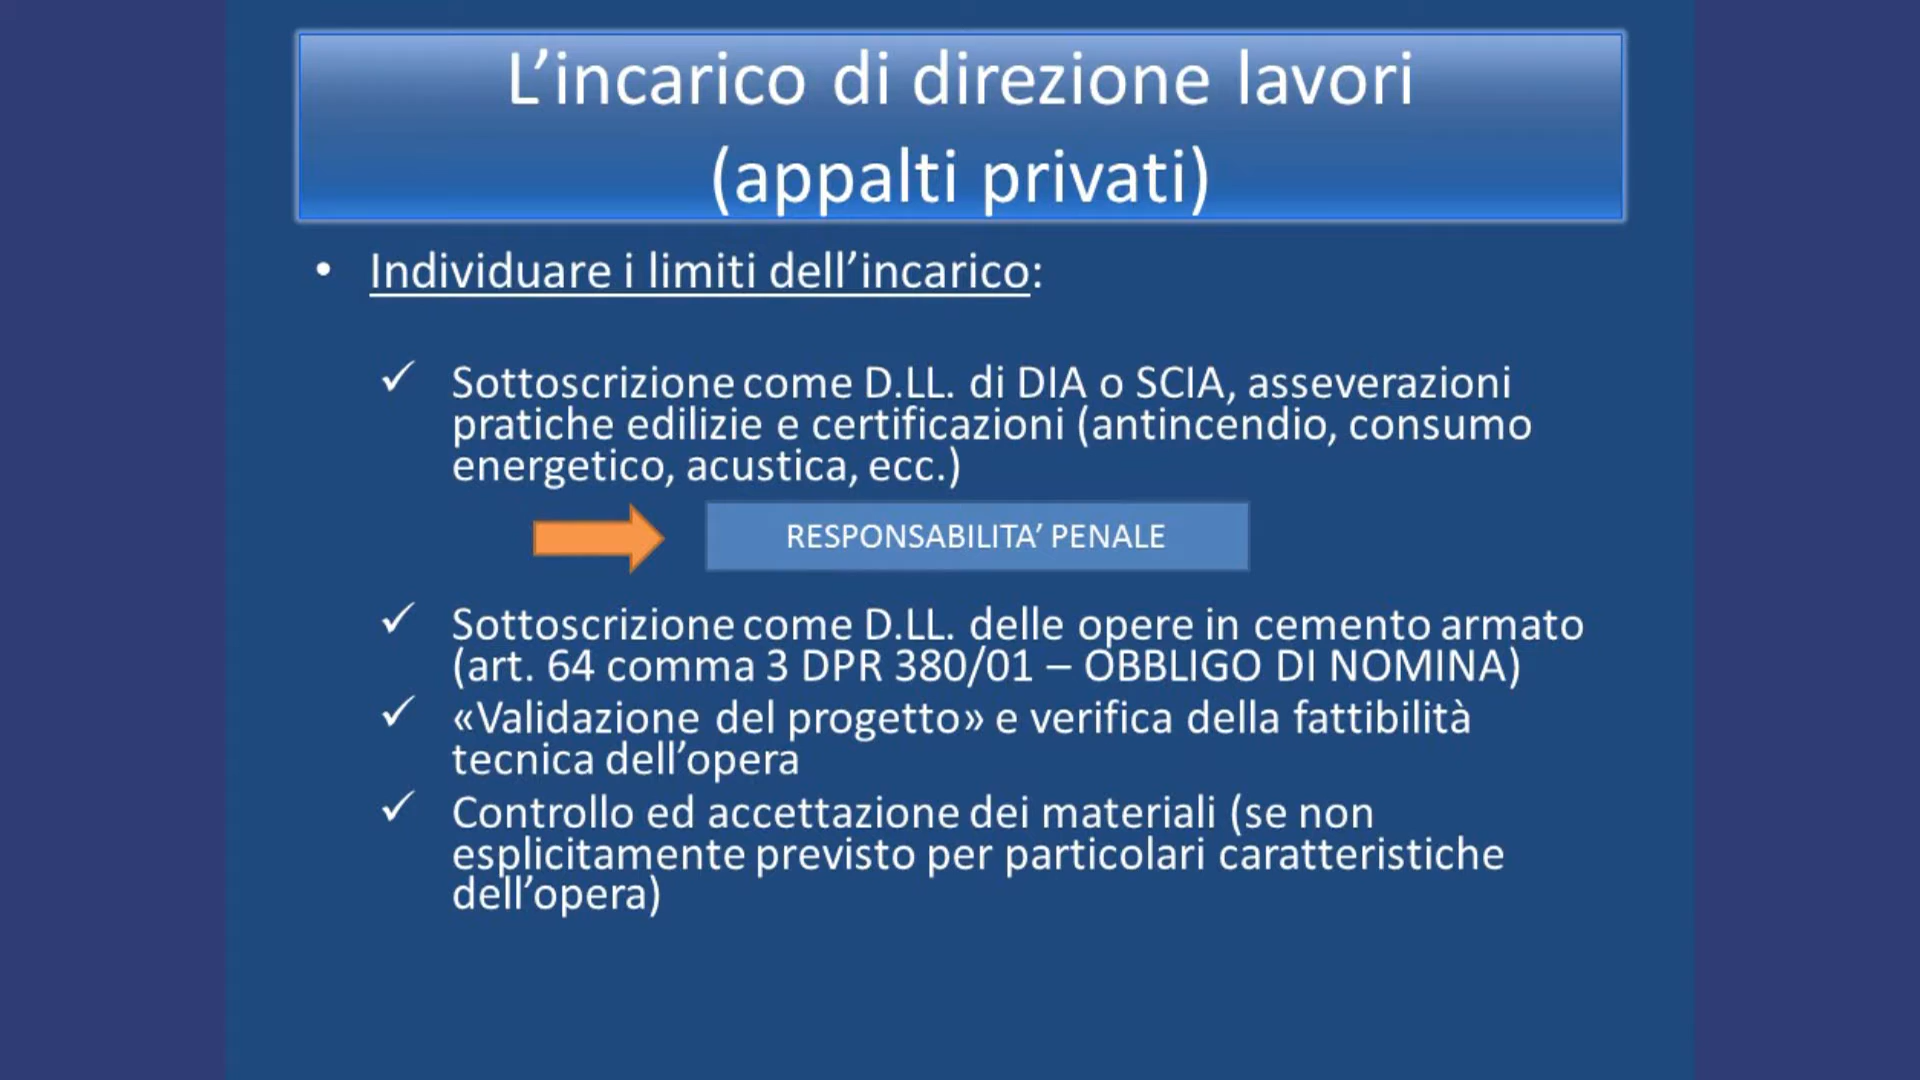 L’incarico di direzione lavori
(appalti privati)
• Individuare i limiti dell’incarico:
✓ Sottoscrizione come D.LL. di DIA o SCIA, asseverazioni
pratiche edilizie e certificazioni (antincendio, consumo
energetico, acustica, ecc.)
RESPONSABILITA’ PENALE
✓ Sottoscrizione come D.LL. delle opere in cemento armato
(art. 64 comma 3 DPR 380/01 – OBBLIGO DI NOMINA)
✓ «Validazione del progetto» e verifica della fattibilità
tecnica dell’opera
✓ Controllo ed accettazione dei materiali (se non
esplicitamente previsto per particolari caratteristiche
dell’opera)